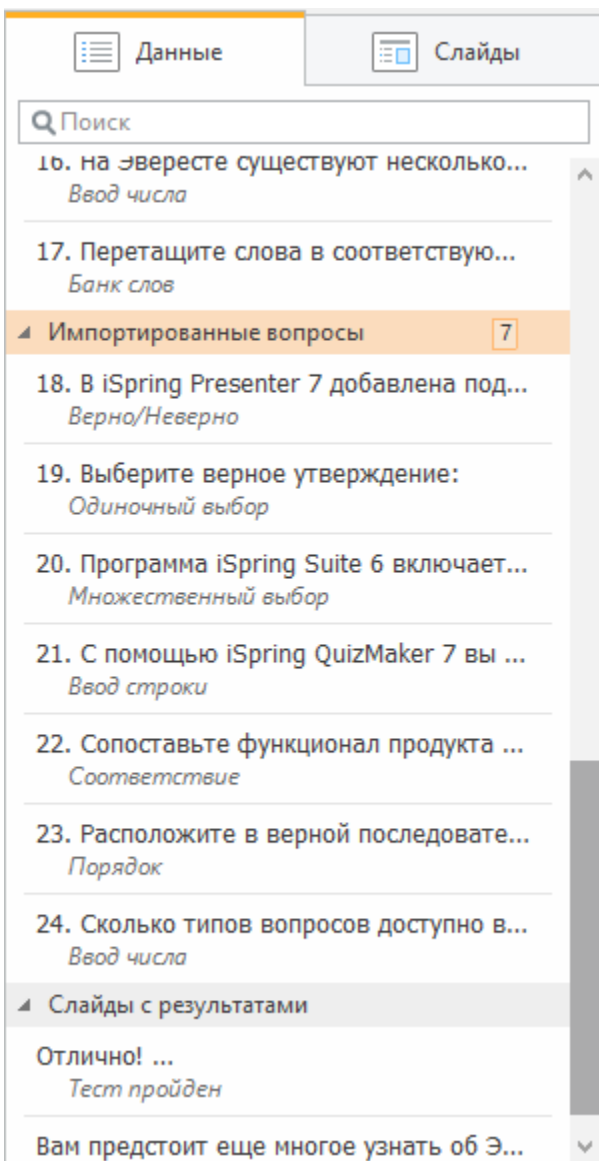 Данные
Слайды
Поиск
16. На Эвересте существуют несколько...
Ввод числа
17. Перетащите слова в соответствую...
Банк слов
Импортированные вопросы 7
18. В iSpring Presenter 7 добавлена под...
Верно/Неверно
19. Выберите верное утверждение:
Одиночный выбор
20. Программа iSpring Suite 6 включает...
Множественный выбор
21. С помощью iSpring QuizMaker 7 вы ...
Ввод строки
22. Сопоставьте функционал продукта ...
Соответствие
23. Расположите в верной последовате...
Порядок
24. Сколько типов вопросов доступно в...
Ввод числа
Слайды с результатами
Отлично! ...
Тест пройден
Вам предстоит еще многое узнать об Э...